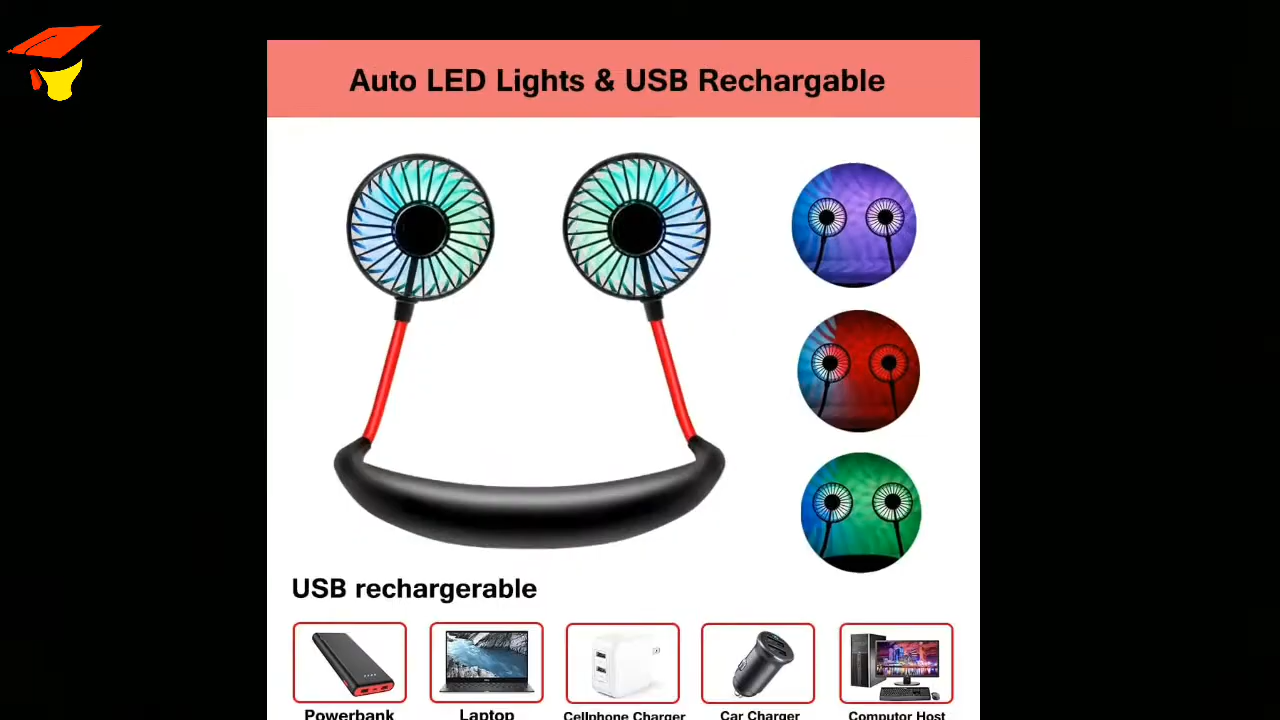 Auto LED Lights & USB Rechargable
USB rechargerable
Powerbank
Laptop
Cellphone Charger
Car Charger
Computor Host